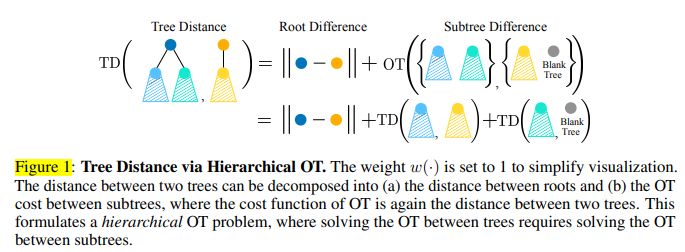 Tree Distance Root Difference Subtree Difference
TD( , ) = || − || + OT({ , } , { , Blank Tree })
= || − || +TD( , )+TD( , Blank Tree )
Figure 1: Tree Distance via Hierarchical OT. The weight w(·) is set to 1 to simplify visualization.
The distance between two trees can be decomposed into (a) the distance between roots and (b) the OT
cost between subtrees, where the cost function of OT is again the distance between two trees. This
formulates a hierarchical OT problem, where solving the OT between trees requires solving the OT
between subtrees.